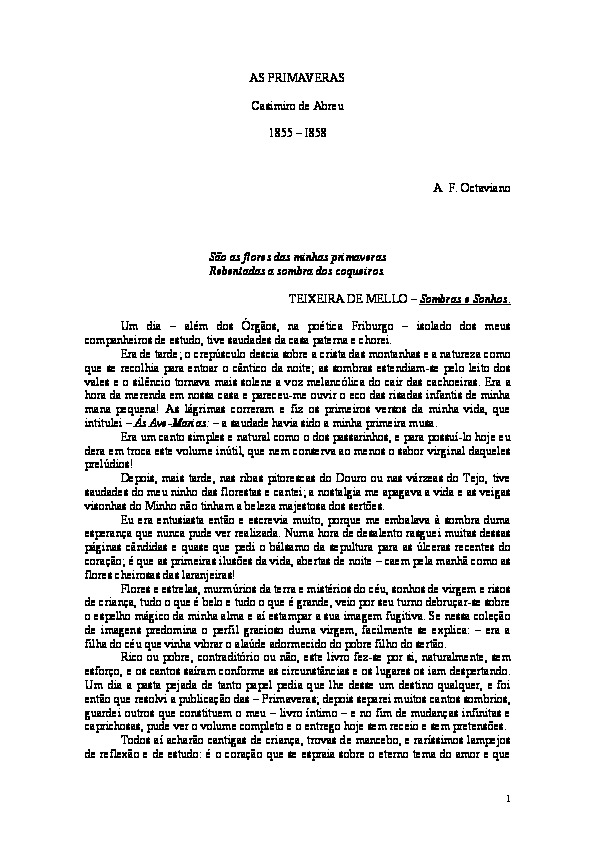 AS PRIMAVERAS
Casimiro de Abreu
1855 – 1858
A F. Octaviano
São as flores das minhas primaveras
Rebentadas a sombra dos coqueiros.
TEIXEIRA DE MELLO – Sombras e Sonhos.
Um dia – além dos Órgãos, na poética Friburgo – isolado dos meus
companheiros de estudo, tive saudades da casa paterna e chorei.
Era de tarde; o crepúsculo descia sobre a crista das montanhas e a natureza como
que se recolhia para entoar o cântico da noite; as sombras estendiam-se pelo leito dos
vales e o silêncio tornava mais solene a voz melancólica do cair das cachoeiras. Era a
hora da merenda em nossa casa e pareceu-me ouvir o eco das risadas infantis de minha
mana pequena! As lágrimas correram e fiz os primeiros versos da minha vida, que
intitulei – Às Ave-Marias: – a saudade havia sido a minha primeira musa.
Era um canto simples e natural como o dos passarinhos, e para possuí-lo hoje eu
dera em troca este volume inútil, que nem conserva ao menos o sabor virginal daqueles
prelúdios!
Depois, mais tarde, nas ribas pitorescas do Douro ou nas várzeas do Tejo, tive
saudades do meu ninho das florestas e cantei; a nostalgia me apagava a vida e as veigas
visonhas do Minho não tinham a beleza majestosa dos sertões.
Eu era entusiasta então e escrevia muito, porque me embalava à sombra duma
esperança que nunca pude ver realizada. Numa hora de desalento rasguei muitas dessas
páginas cândidas e quase que pedi o bálsamo da sepultura para as úlceras recentes do
coração; é que as primeiras ilusões da vida, abertas de noite – caem pela manhã como as
flores cheirosas das laranjeiras!
Flores e estrelas, murmúrios da terra e mistérios do céu, sonhos de virgem e risos
de criança, tudo o que é belo e tudo o que é grande, veio por seu turno debruçar-se sobre
o espelho mágico da minha alma e aí estampar a sua imagem fugitiva. Se nessa coleção
de imagens predomina o perfil gracioso duma virgem, facilmente se explica: – era a
filha do céu que vinha vibrar o alaúde adormecido do pobre filho do sertão.
Rico ou pobre, contraditório ou não, este livro fez-se por si, naturalmente, sem
esforço, e os cantos saíram conforme as circunstâncias e os lugares os iam despertando.
Um dia a pasta pejada de tanto papel pedia que lhe desse um destino qualquer, e foi
então que resolvi a publicação das – Primaveras; depois separei muitos cantos sombrios,
guardei outros que constituem o meu – livro íntimo – e no fim de mudanças infinitas e
caprichosas, pude ver o volume completo e o entrego hoje sem receio e sem pretensões.
Todos aí acharão cantigas de criança, trovas de mancebo, e raríssimos lampejos
de reflexão e de estudo: é o coração que se espraia sobre o eterno tema do amor e que
1